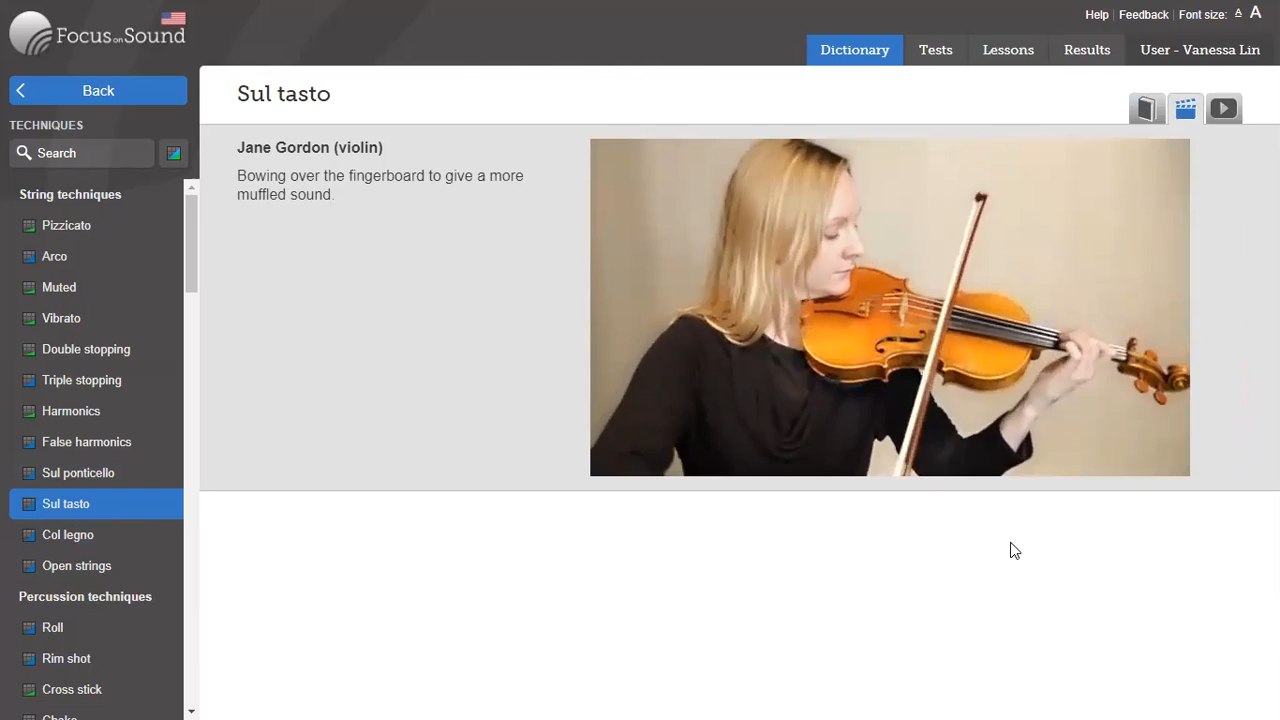 Focus on Sound
Help | Feedback | Font size: A A
Dictionary Tests Lessons Results User - Vanessa Lin
Back
TECHNIQUES
Search
String techniques
Pizzicato
Arco
Muted
Vibrato
Double stopping
Triple stopping
Harmonics
False harmonics
Sul ponticello
Sul tasto
Col legno
Open strings
Percussion techniques
Roll
Rim shot
Cross stick
Sul tasto
Jane Gordon (violin)
Bowing over the fingerboard to give a more
muffled sound.